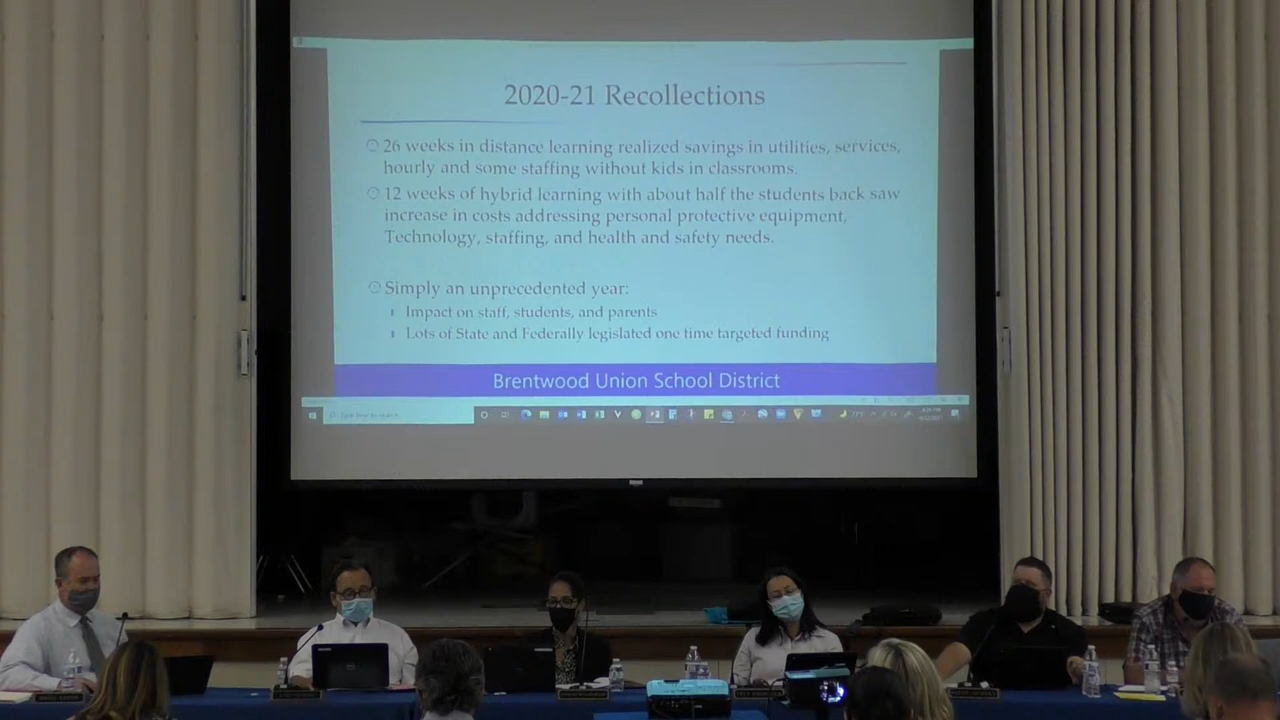 2020-21 Recollections
26 weeks in distance learning realized savings in utilities, services,
hourly and some staffing without kids in classrooms.
12 weeks of hybrid learning with about half the students back saw
increase in costs addressing personal protective equipment,
Technology, staffing, and health and safety needs.
Simply an unprecedented year:
Impact on staff, students, and parents
Lots of State and Federally legislated one time targeted funding
Brentwood Union School District